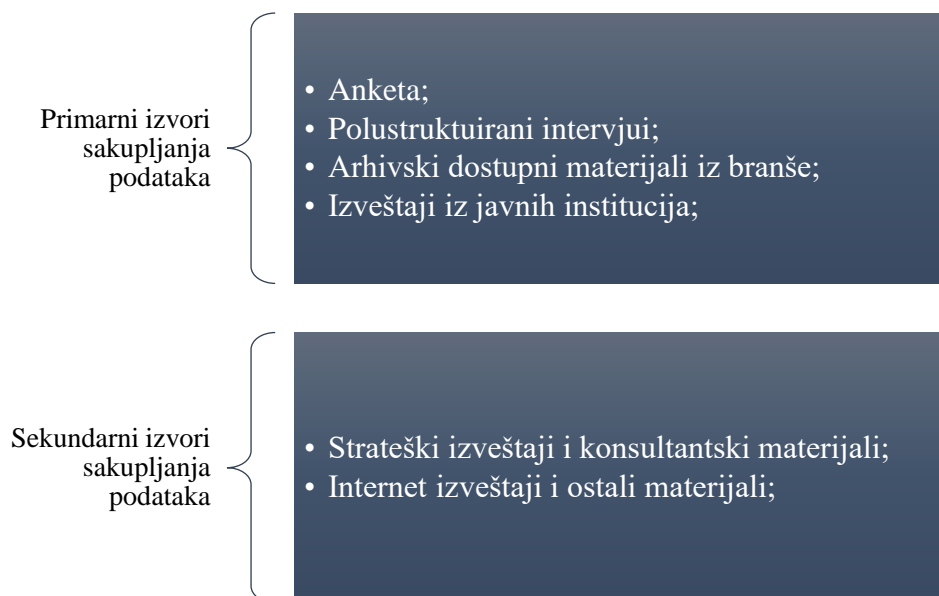 Primarni izvori
sakupljanja
podataka
• Anketa;
• Polustruktuirani intervjui;
• Arhivski dostupni materijali iz branše;
• Izveštaji iz javnih institucija;
Sekundarni izvori
sakupljanja
podataka
• Strateški izveštaji i konsultantski materijali;
• Internet izveštaji i ostali materijali;